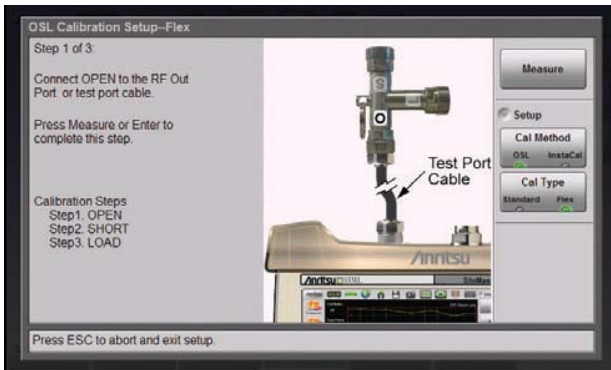 OSL Calibration Setup--Flex
Step 1 of 3:
Connect OPEN to the RF Out
Port or test port cable.
Press Measure or Enter to
complete this step.
Calibration Steps
Step1. OPEN
Step2. SHORT
Step3. LOAD
S
L
O
Test Port
Cable
Anritsu
Anritsu
Measure
Setup
Cal Method
OSL InstaCal
Cal Type
Standard Flex
Press ESC to abort and exit setup.